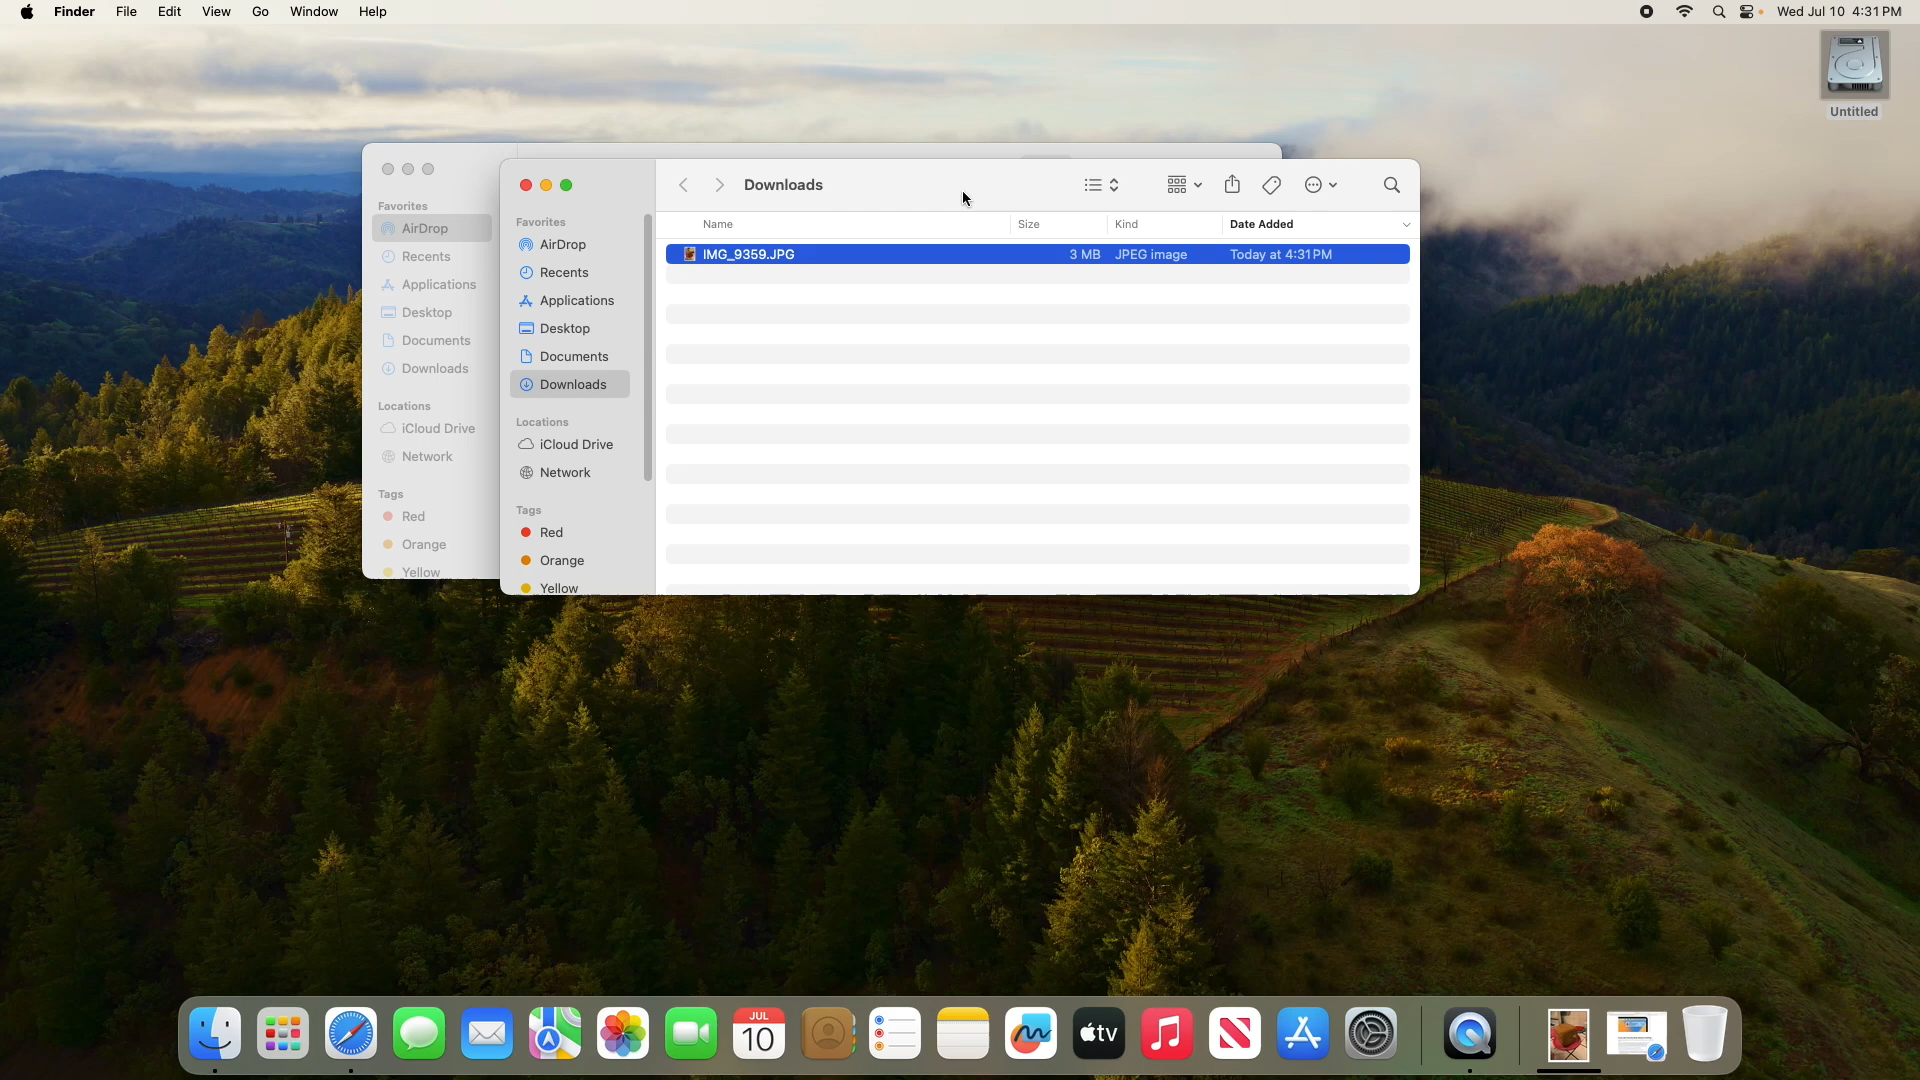 Finder File Edit View Go Window Help
Wed Jul 10 4:31 PM
Untitled
Favorites
AirDrop
Recents
Applications
Desktop
Documents
Downloads
Locations
iCloud Drive
Network
Tags
Red
Orange
Yellow
Favorites
AirDrop
Recents
Applications
Desktop
Documents
Downloads
Locations
iCloud Drive
Network
Tags
Red
Orange
Yellow
Downloads
Name Size Kind Date Added
IMG_9359.JPG 3 MB JPEG image Today at 4:31 PM
JUL
10
tv